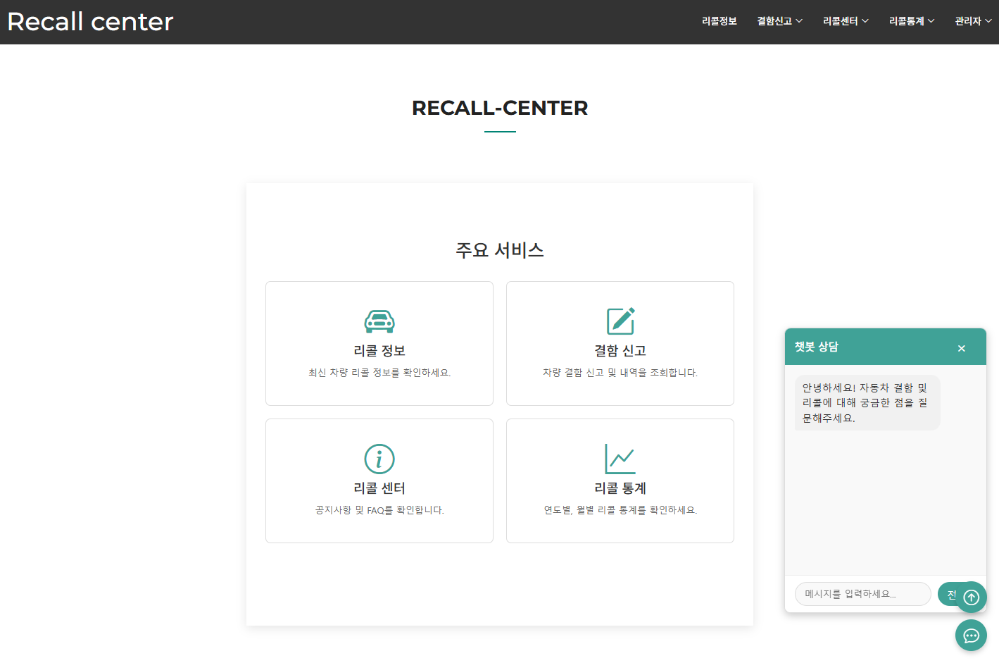 Recall center
리콜정보
결함신고
리콜센터
리콜통계
관리자
RECALL-CENTER
주요 서비스
리콜 정보
최신 차량 리콜 정보를 확인하세요.
결함 신고
차량 결함 신고 및 내역을 조회합니다.
리콜 센터
공지사항 및 FAQ를 확인합니다.
리콜 통계
연도별, 월별 리콜 통계를 확인하세요.
챗봇 상담
안녕하세요! 자동차 결함 및
리콜에 대해 궁금한 점을 질
문해주세요.
메시지를 입력하세요...
전